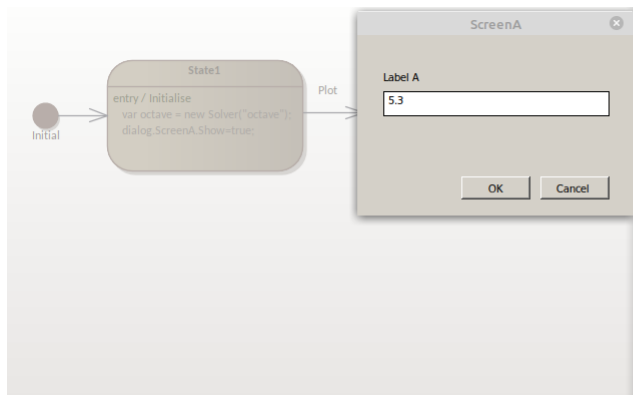 ScreenA
State1
Label A
Plot
entry / Initialise
5.3
var octave = new Solver("octave");
dialog.ScreenA.Show=true;
Initial
OK
Cancel